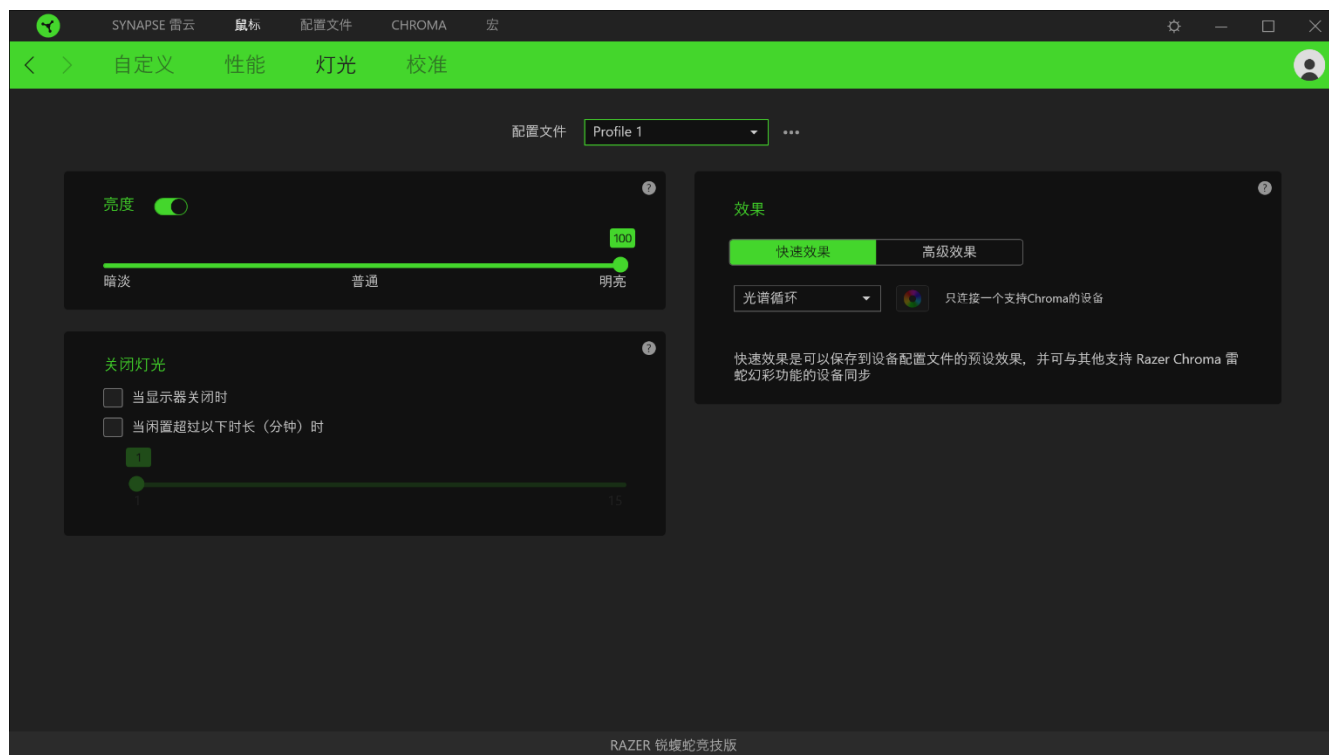 SYNAPSE 雷云 鼠标 配置文件 CHROMA 宏
自定义 性能 灯光 校准
配置文件 Profile 1
亮度
100
暗淡 普通 明亮
关闭灯光
当显示器关闭时
当闲置超过以下时长（分钟）时
1
1 15
效果
快速效果 高级效果
光谱循环 只连接一个支持Chroma的设备
快速效果是可以保存到设备配置文件的预设效果，并可与其他支持 Razer Chroma 雷
蛇幻彩功能的设备同步
RAZER 锐蝮蛇竞技版